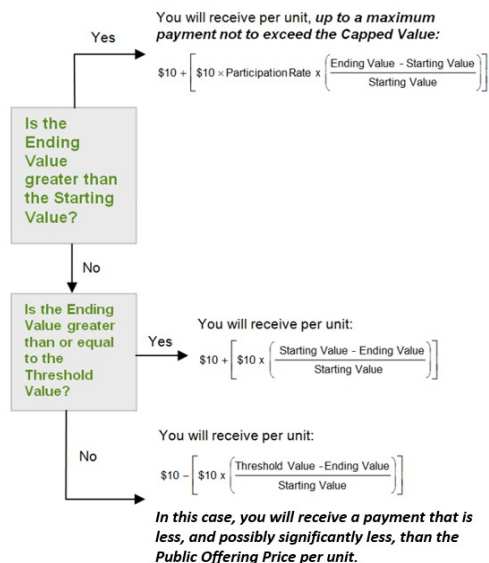 You will receive per unit, up to a maximum
payment not to exceed the Capped Value:
Yes
$10 + [$10 × Participation Rate x (Ending Value - Starting Value / Starting Value)]
Is the
Ending
Value
greater than
the Starting
Value?
No
Is the Ending
Value greater
than or equal
to the
Threshold
Value?
Yes
You will receive per unit:
$10 + [$10 x (Starting Value - Ending Value / Starting Value)]
You will receive per unit:
No
$10 – [$10 x (Threshold Value - Ending Value / Starting Value)]
In this case, you will receive a payment that is
less, and possibly significantly less, than the
Public Offering Price per unit.